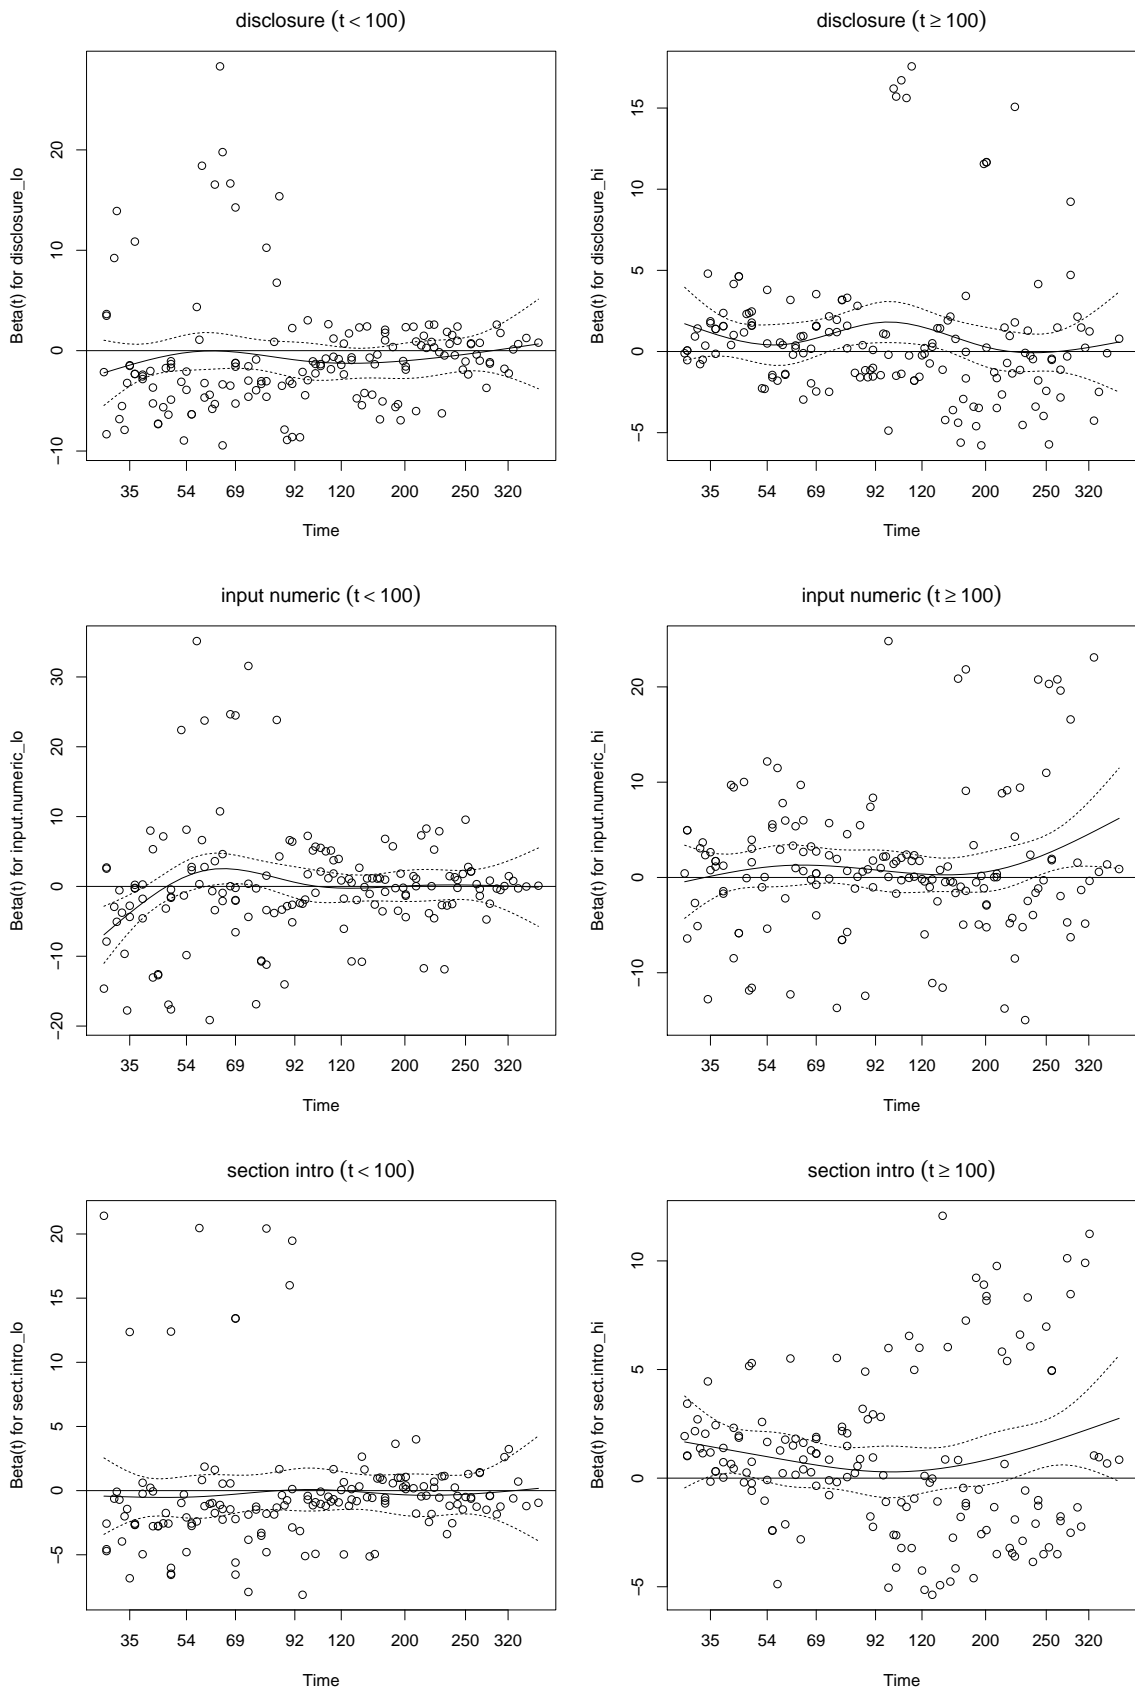 disclosure (t < 100)
Beta(t) for disclosure_lo
20
10
0
−10
35 54 69 92 120 200 250 320
Time
disclosure (t ≥ 100)
Beta(t) for disclosure_hi
15
10
5
0
−5
35 54 69 92 120 200 250 320
Time
input numeric (t < 100)
Beta(t) for input.numeric_lo
30
20
10
0
−10
−20
35 54 69 92 120 200 250 320
Time
input numeric (t ≥ 100)
Beta(t) for input.numeric_hi
20
10
0
−10
35 54 69 92 120 200 250 320
Time
section intro (t < 100)
Beta(t) for sect.intro_lo
20
15
10
5
0
−5
35 54 69 92 120 200 250 320
Time
section intro (t ≥ 100)
Beta(t) for sect.intro_hi
10
5
0
−5
35 54 69 92 120 200 250 320
Time